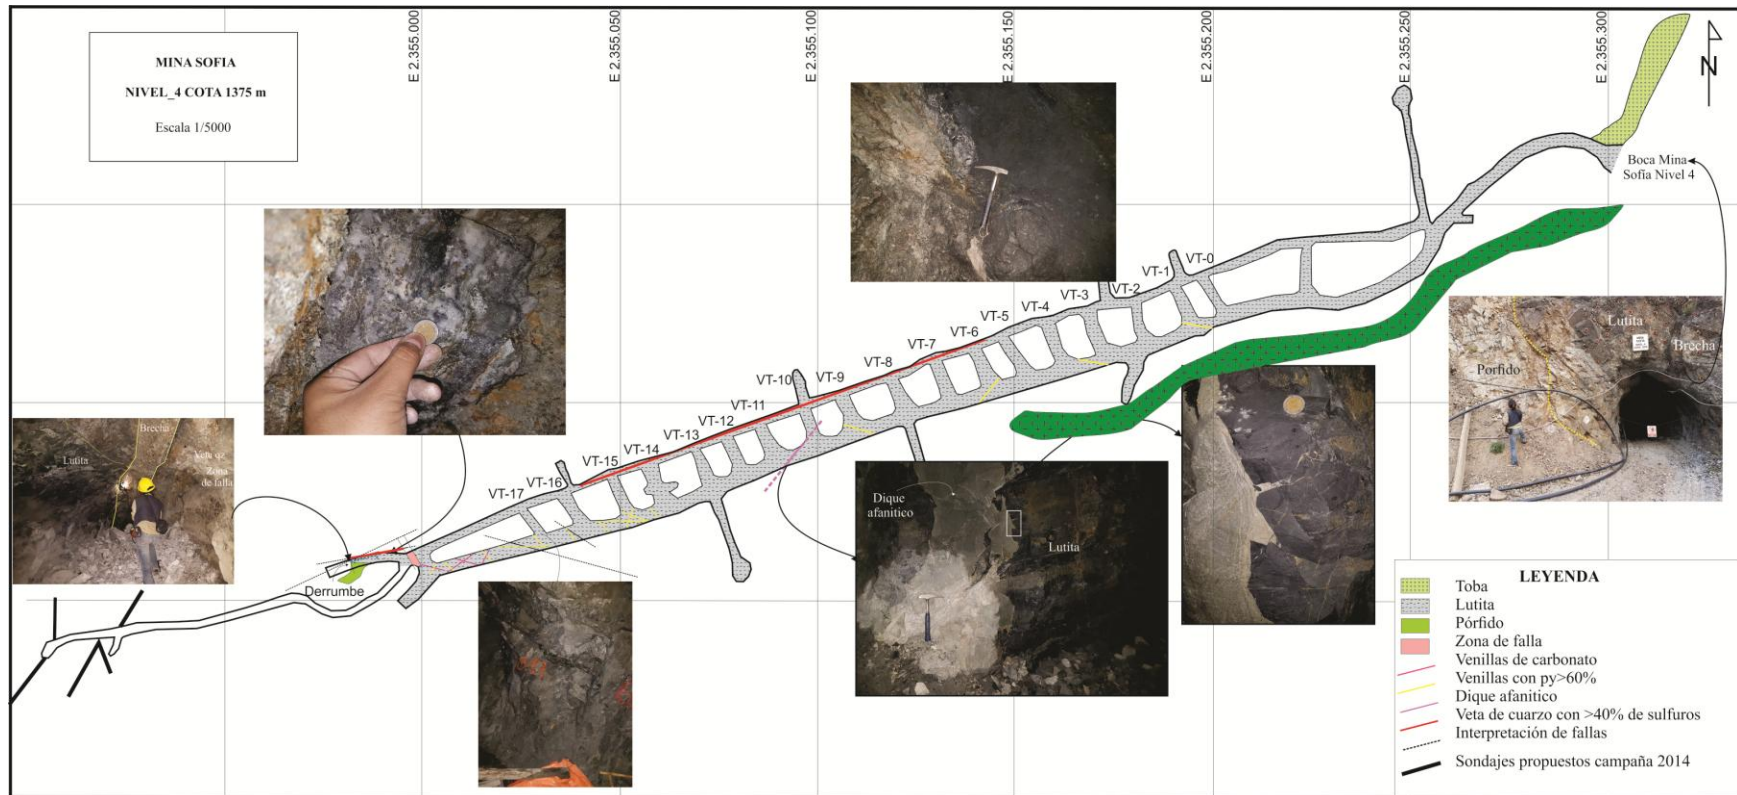 MINA SOFIA
NIVEL_4 COTA 1375 m
Escala 1/5000
E 2.355.000
E 2.355.050
E 2.355.100
E 2.355.150
E 2.355.200
E 2.355.250
E 2.355.300
N
Boca Mina
Sofía Nivel 4
VT-0
VT-1
VT-2
VT-3
VT-4
VT-5
VT-6
VT-7
VT-8
VT-9
VT-10
VT-11
VT-12
VT-13
VT-14
VT-15
VT-16
VT-17
Derrumbe
Brecha
Lutita
Veta qz
Zona
de falla
Dique
afanitico
Lutita
Lutita
Brecha
Porfido
LEYENDA
Toba
Lutita
Pórfido
Zona de falla
Venillas de carbonato
Venillas con py>60%
Dique afanitico
Veta de cuarzo con >40% de sulfuros
Interpretación de fallas
Sondajes propuestos campaña 2014